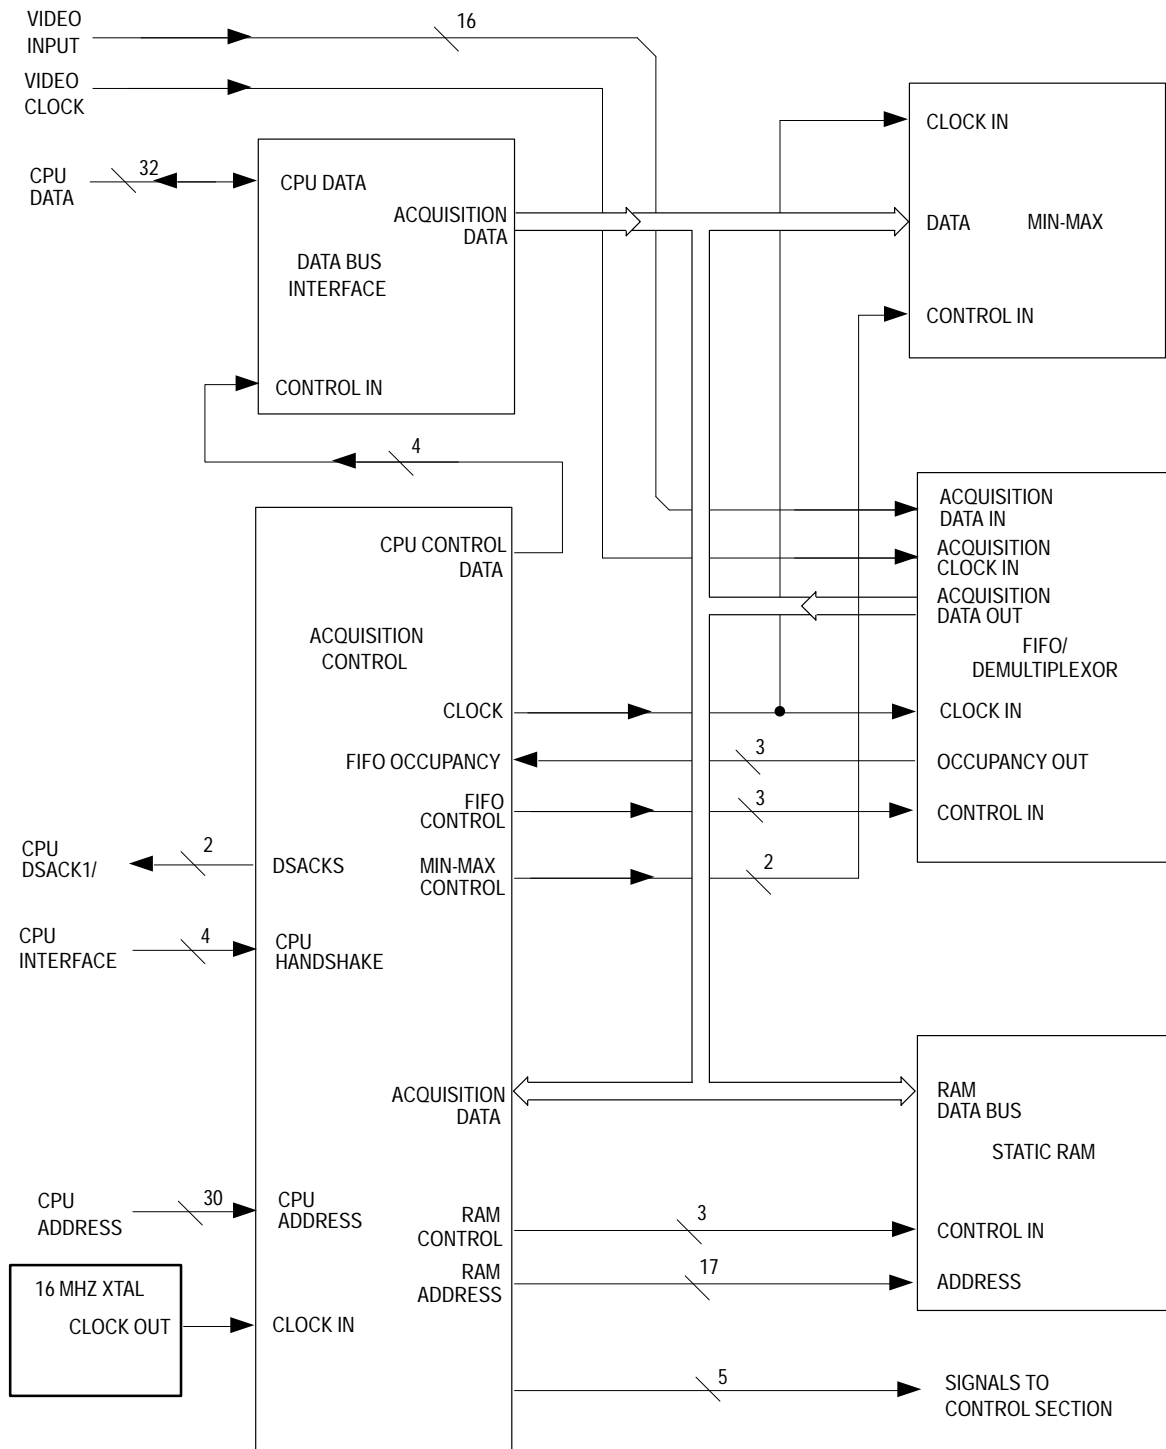 VIDEO
INPUT
16
VIDEO
CLOCK
CLOCK IN
CPU
DATA
32
CPU DATA
ACQUISITION
DATA
DATA
MIN-MAX
DATA BUS
INTERFACE
CONTROL IN
CONTROL IN
4
ACQUISITION
DATA IN
CPU CONTROL
DATA
ACQUISITION
CLOCK IN
ACQUISITION
DATA OUT
ACQUISITION
CONTROL
FIFO/
DEMULTIPLEXOR
CLOCK
CLOCK IN
FIFO OCCUPANCY
3
OCCUPANCY OUT
FIFO
CONTROL
3
CONTROL IN
CPU
DSACK1/
2
DSACKS
MIN-MAX
CONTROL
2
CPU
INTERFACE
4
CPU
HANDSHAKE
ACQUISITION
DATA
RAM
DATA BUS
STATIC RAM
CPU
ADDRESS
30
CPU
ADDRESS
RAM
CONTROL
3
CONTROL IN
RAM
ADDRESS
17
ADDRESS
16 MHZ XTAL
CLOCK OUT
CLOCK IN
5
SIGNALS TO
CONTROL SECTION